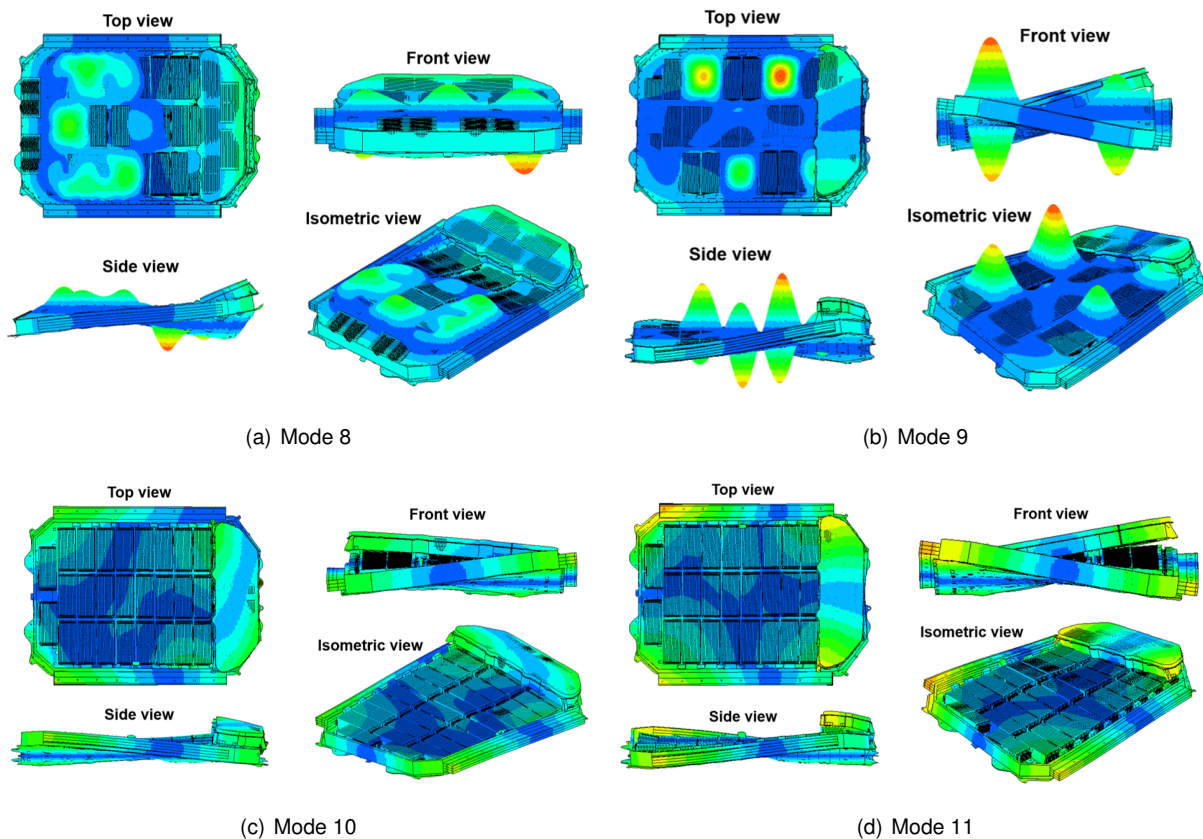 Top view
Front view
Isometric view
Side view
(a) Mode 8
Top view
Front view
Isometric view
Side view
(b) Mode 9
Top view
Front view
Isometric view
Side view
(c) Mode 10
Top view
Front view
Isometric view
Side view
(d) Mode 11